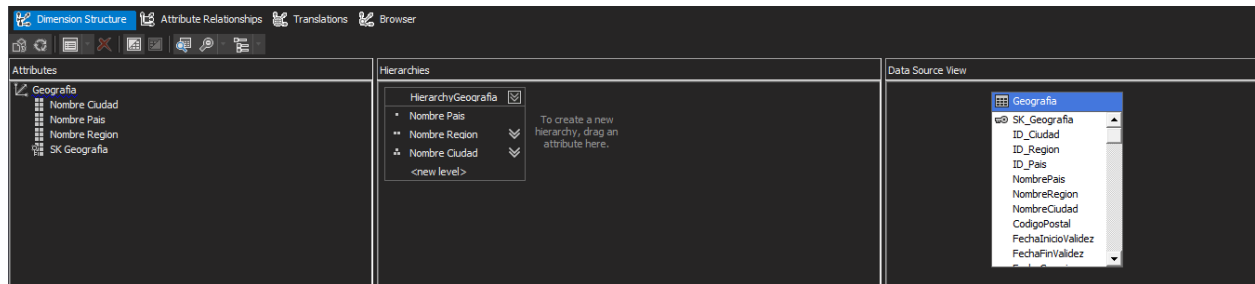 Dimension Structure Attribute Relationships Translations Browser
Attributes
Geografia
Nombre Ciudad
Nombre Pais
Nombre Region
SK Geografia
Hierarchies
HierarchyGeografia
Nombre Pais
Nombre Region
Nombre Ciudad
<new level>
To create a new
hierarchy, drag an
attribute here.
Data Source View
Geografia
SK_Geografia
ID_Ciudad
ID_Region
ID_Pais
NombrePais
NombreRegion
NombreCiudad
CodigoPostal
FechaInicioValidez
FechaFinValidez